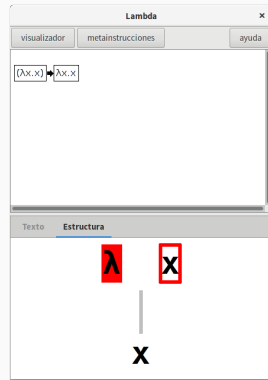 Lambda ×
visualizador metainstrucciones ayuda
(λx.x) ➡ λx.x
Texto Estructura
λ x
x